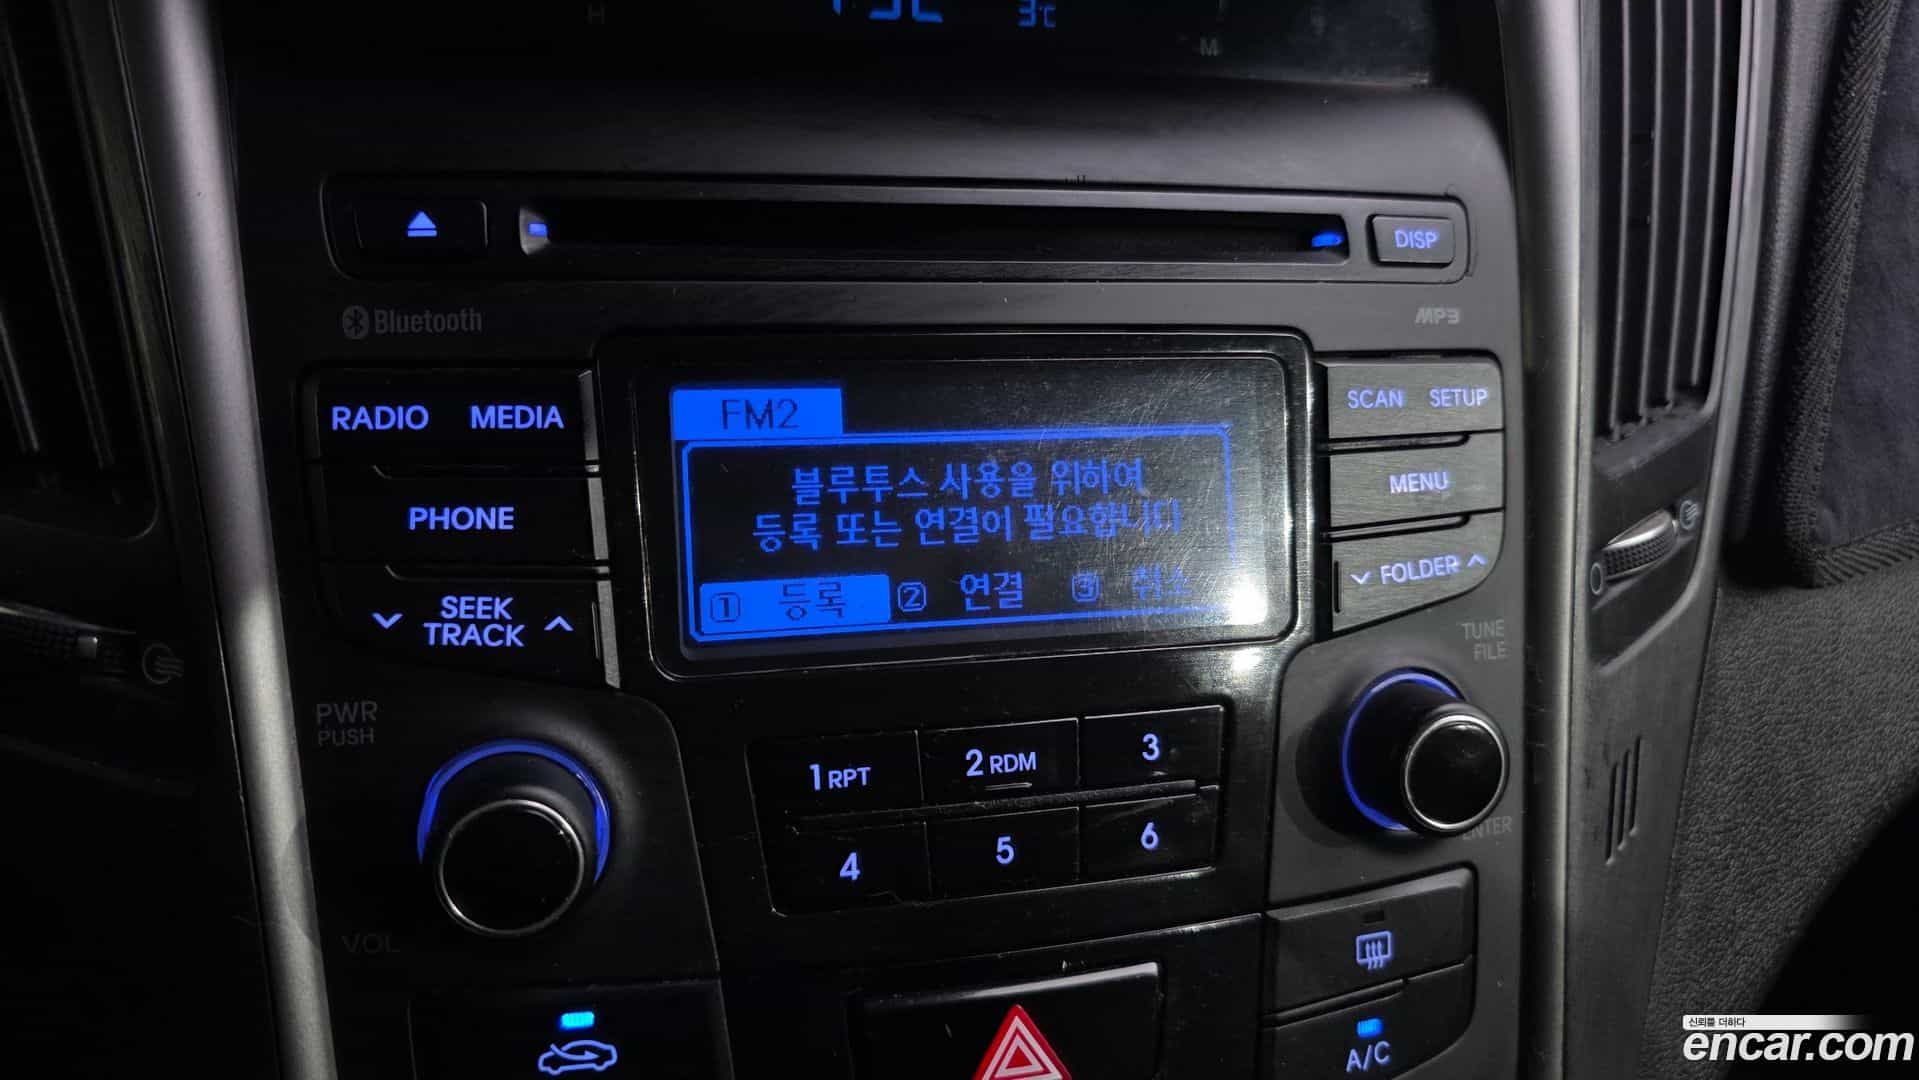 H
3℃
M
DISP
Bluetooth
MP3
RADIO MEDIA
SCAN SETUP
FM2
블루투스 사용을 위하여
등록 또는 연결이 필요합니다
1 등록 2 연결 3 취소
PHONE
MENU
SEEK
TRACK
FOLDER
TUNE
FILE
PWR
PUSH
VOL
1 RPT
2 RDM
3
4
5
6
ENTER
A/C
신뢰를 더하다
encar.com